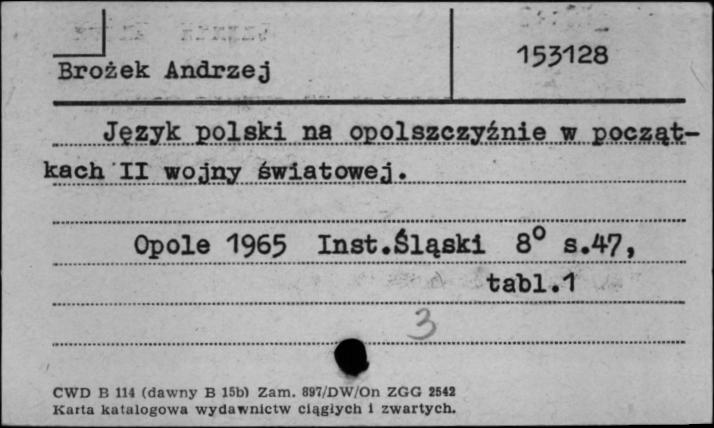 Brożek Andrzej
153128
Język polski na opolszczyźnie w począt-
kach II wojny światowej.
Opole 1965 Inst.Śląski 8° s.47,
tabl.1
3
CWD B 114 (dawny B 15b) Zam. 897/DW/On ZGG 2542
Karta katalogowa wydawnictw ciągłych i zwartych.